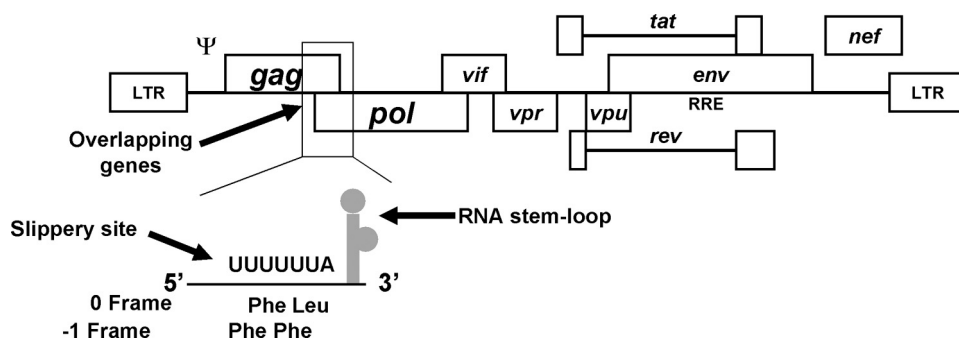 Ψ
tat
nef
gag
vif
env
LTR
LTR
RRE
pol
vpr
vpu
rev
Overlapping
genes
RNA stem-loop
Slippery site
UUUUUUA
5’
3’
0 Frame
Phe Leu
-1 Frame
Phe Phe